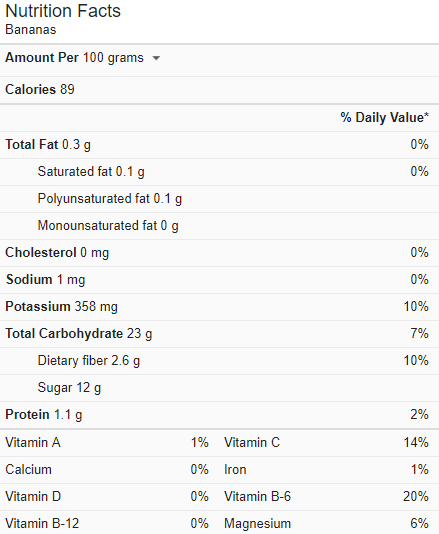 Nutrition Facts
Bananas
Amount Per 100 grams
Calories 89
% Daily Value*
Total Fat 0.3 g 0%
Saturated fat 0.1 g 0%
Polyunsaturated fat 0.1 g
Monounsaturated fat 0 g
Cholesterol 0 mg 0%
Sodium 1 mg 0%
Potassium 358 mg 10%
Total Carbohydrate 23 g 7%
Dietary fiber 2.6 g 10%
Sugar 12 g
Protein 1.1 g 2%
Vitamin A 1% Vitamin C 14%
Calcium 0% Iron 1%
Vitamin D 0% Vitamin B-6 20%
Vitamin B-12 0% Magnesium 6%